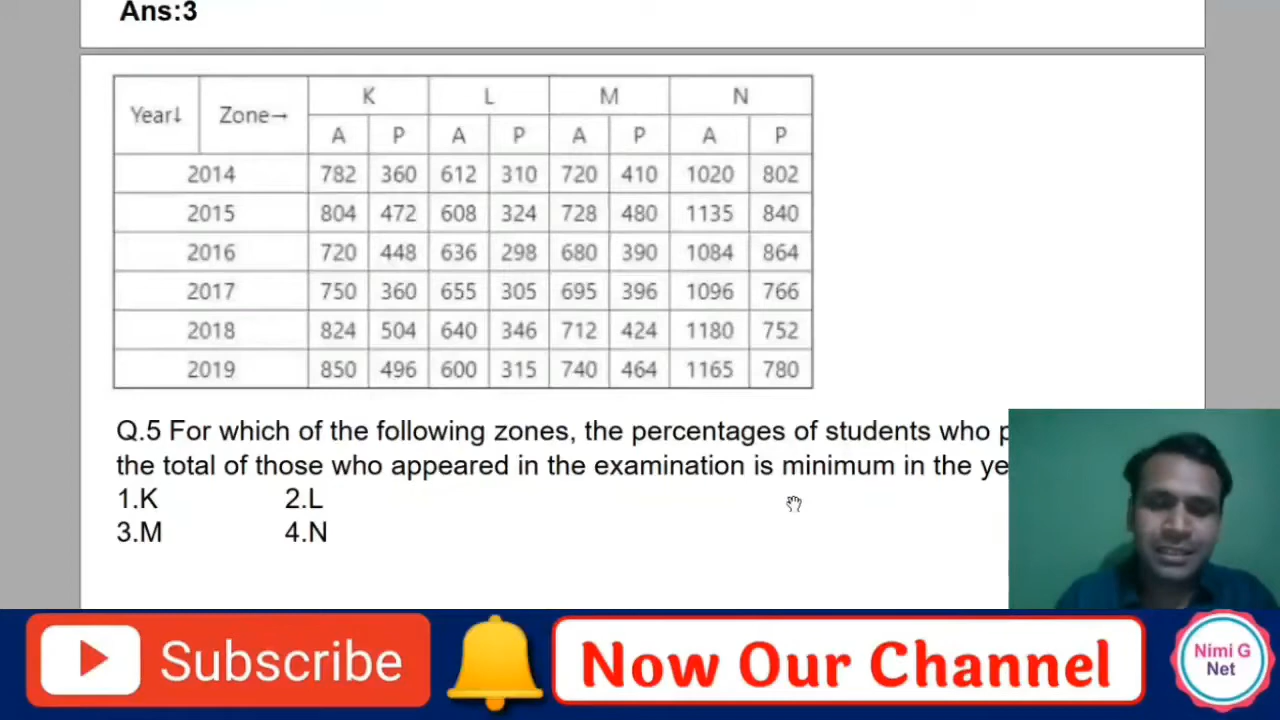 Ans:3
Year↓ Zone→ K L M N
A P A P A P A P
2014 782 360 612 310 720 410 1020 802
2015 804 472 608 324 728 480 1135 840
2016 720 448 636 298 680 390 1084 864
2017 750 360 655 305 695 396 1096 766
2018 824 504 640 346 712 424 1180 752
2019 850 496 600 315 740 464 1165 780
Q.5 For which of the following zones, the percentages of students who
the total of those who appeared in the examination is minimum in the
1.K 2.L
3.M 4.N
Subscribe
Now Our Channel
Nimi G
Net